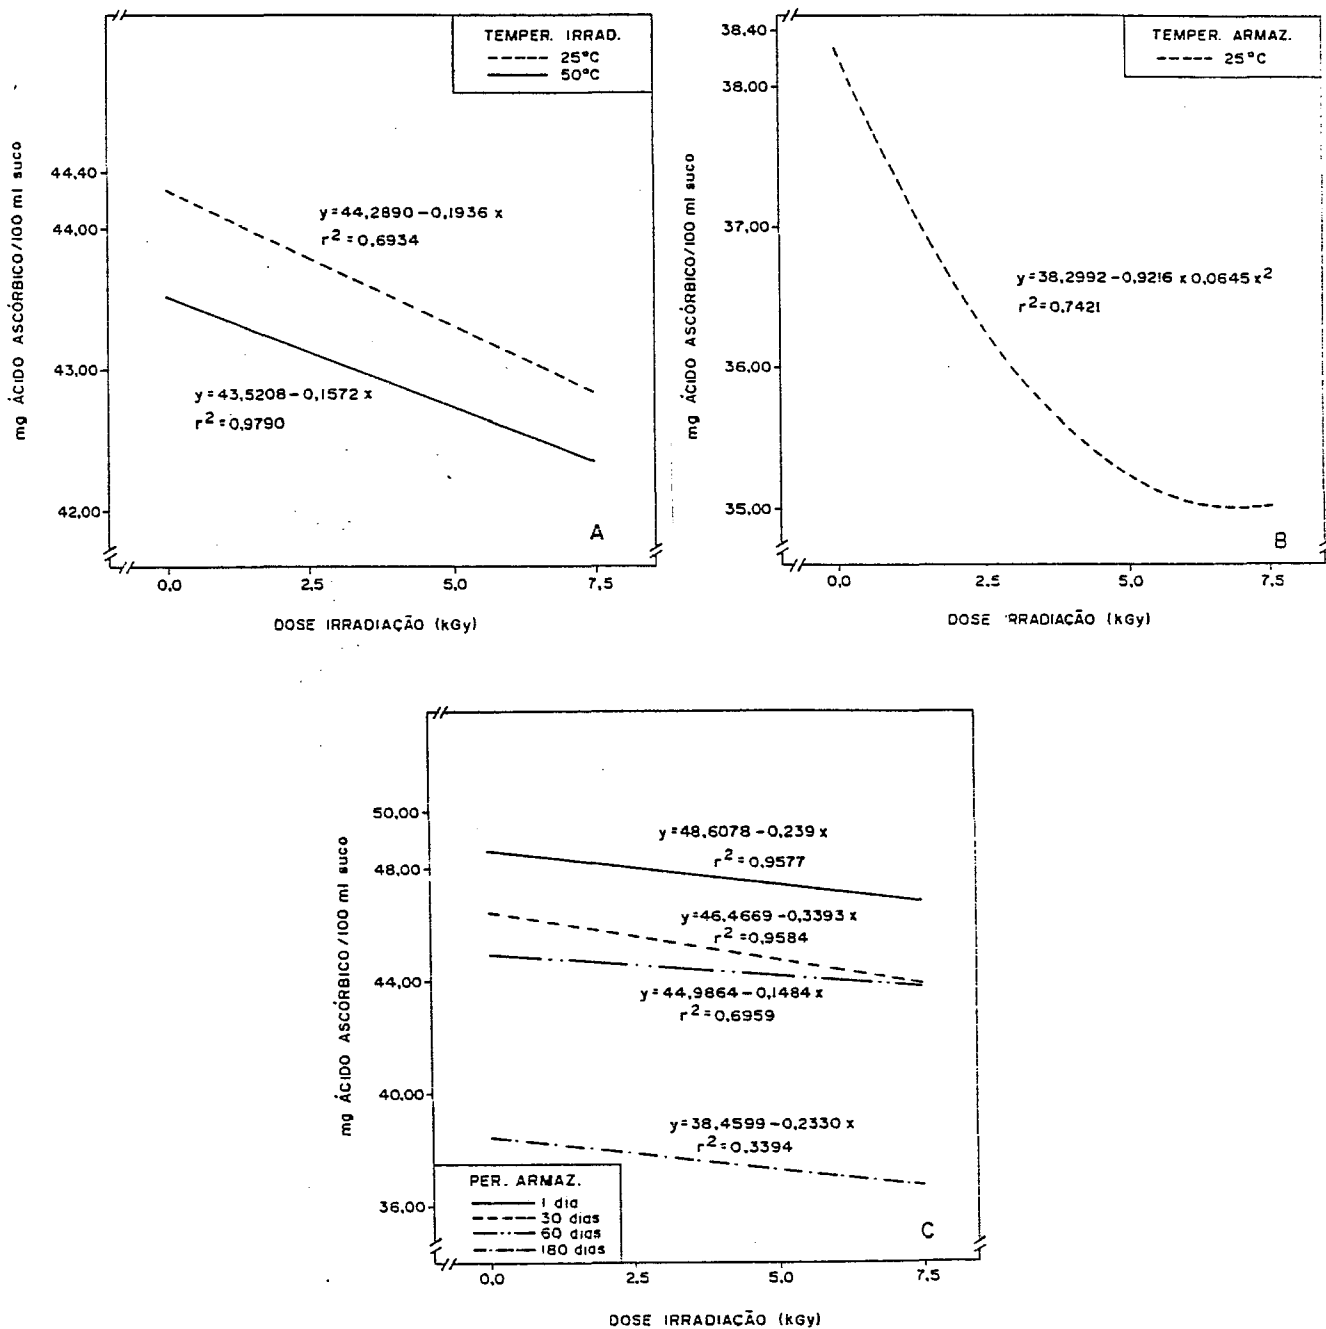 TEMPER. IRRAD.
25°C
50°C
mg ÁCIDO ASCÓRBICO/100 ml suco
44,40
44,00
43,00
42,00
y=44,2890-0,1936 x
r²=0,6934
y=43,5208-0,1572 x
r²=0,9790
A
0,0 2,5 5,0 7,5
DOSE IRRADIAÇÃO (kGy)
TEMPER. ARMAZ.
25°C
mg ÁCIDO ASCÓRBICO/100 ml suco
38,40
38,00
37,00
36,00
35,00
y=38,2992-0,9216 x 0,0645 x²
r²=0,7421
B
0,0 2,5 5,0 7,5
DOSE IRRADIAÇÃO (kGy)
mg ÁCIDO ASCÓRBICO/100 ml suco
50,00
48,00
44,00
40,00
36,00
y=48,6078-0,239 x
r²=0,9577
y=46,4669-0,3393 x
r²=0,9584
y=44,9864-0,1484 x
r²=0,6959
y=38,4599-0,2330 x
r²=0,3394
PER. ARMAZ.
1 dia
30 dias
60 dias
180 dias
C
0,0 2,5 5,0 7,5
DOSE IRRADIAÇÃO (kGy)